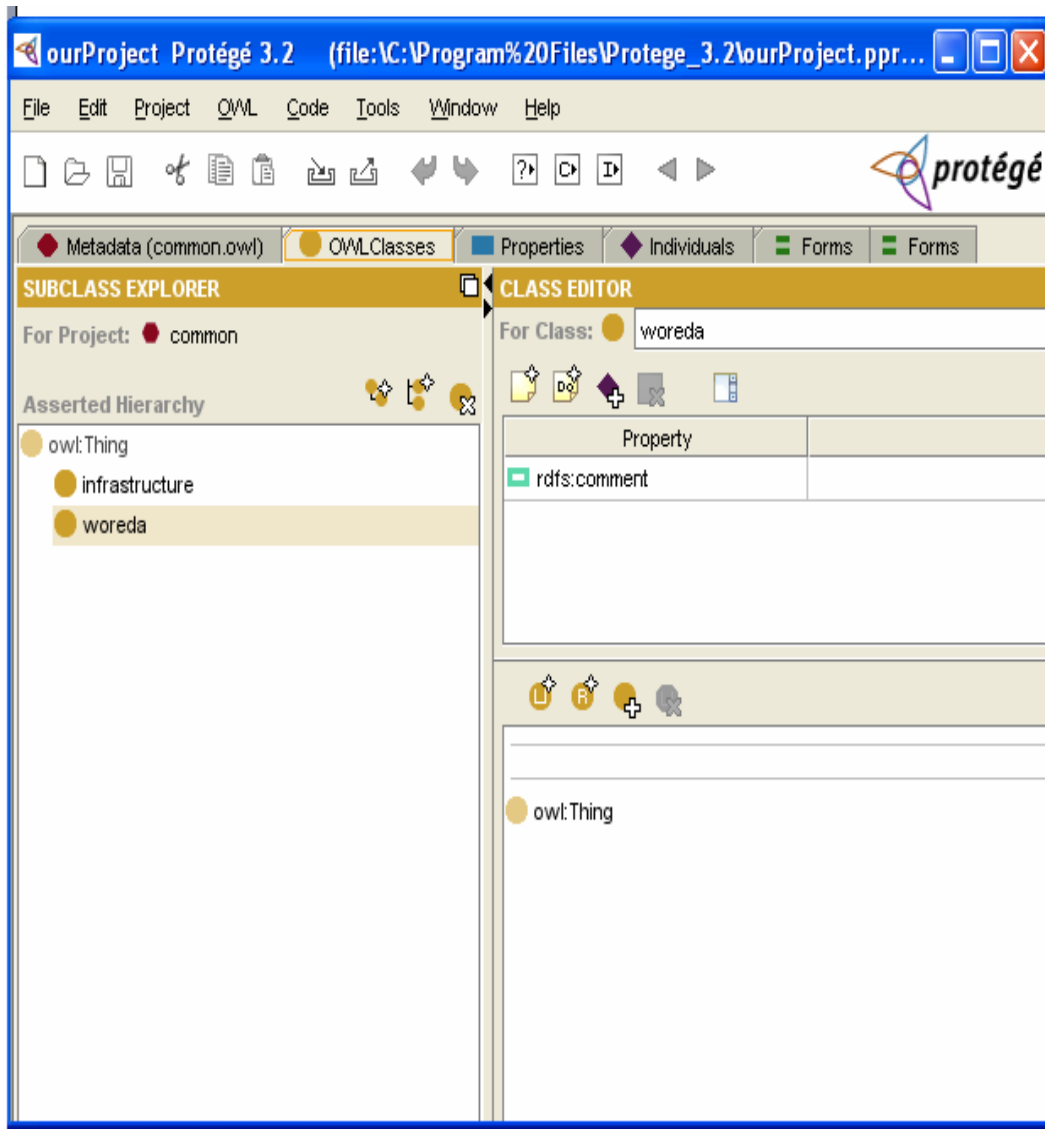 ourProject Protégé 3.2 (file:\C:\Program%20Files\Protege_3.2\ourProject.ppr...
File Edit Project OWL Code Tools Window Help
protégé
Metadata (common.owl) OWLClasses Properties Individuals Forms Forms
SUBCLASS EXPLORER
For Project: common
Asserted Hierarchy
owl:Thing
infrastructure
woreda
CLASS EDITOR
For Class: woreda
Property
rdfs:comment
owl:Thing